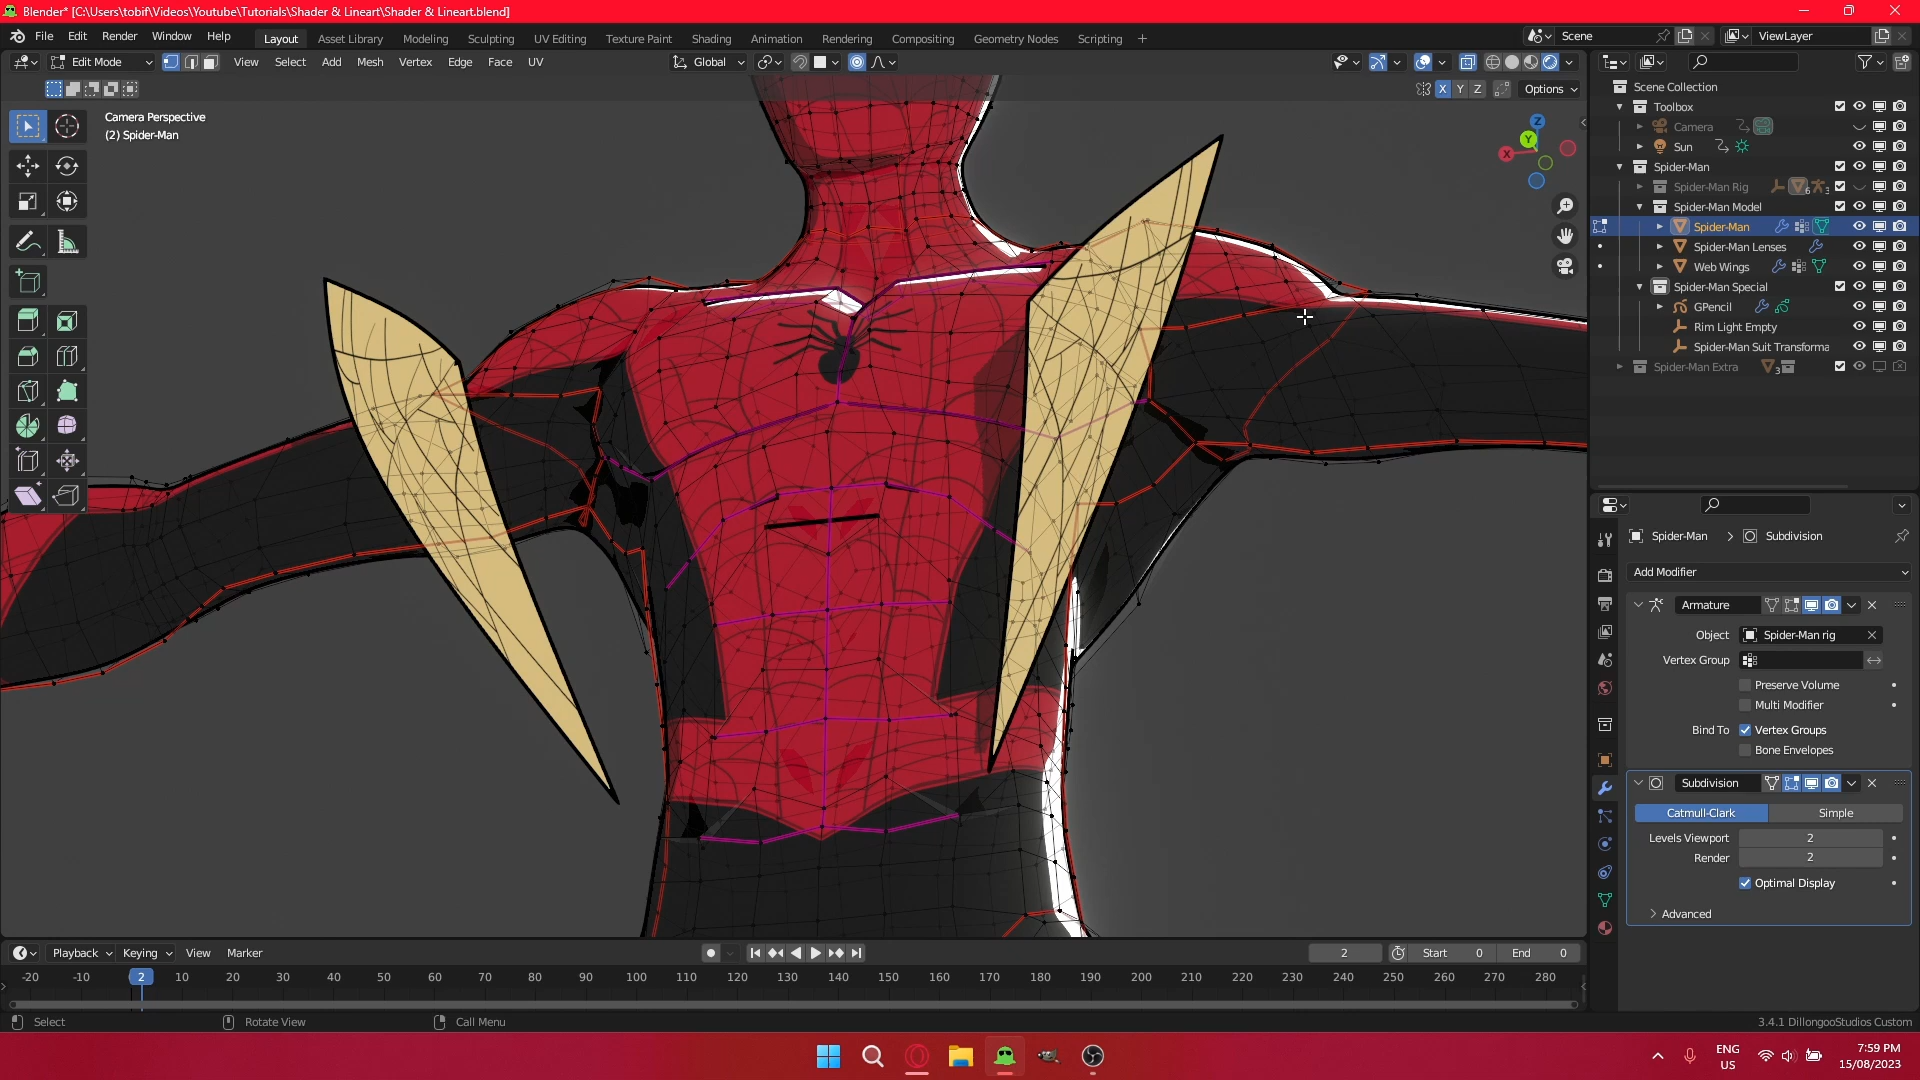 Blender* [C:\Users\tobif\Videos\Youtube\Tutorials\Shader & Lineart\Shader & Lineart.blend]
File Edit Render Window Help Layout Asset Library Modeling Sculpting UV Editing Texture Paint Shading Animation Rendering Compositing Geometry Nodes Scripting + Scene ViewLayer
Edit Mode View Select Add Mesh Vertex Edge Face UV Global
X Y Z Options
Camera Perspective
(2) Spider-Man
Z
Y
X
Scene Collection
Toolbox
Camera
Sun
Spider-Man
Spider-Man Rig 6 3
Spider-Man Model
Spider-Man
Spider-Man Lenses
Web Wings
Spider-Man Special
GPencil
Rim Light Empty
Spider-Man Suit Transforma
Spider-Man Extra 3
Spider-Man > Subdivision
Add Modifier
Armature
Object Spider-Man rig
Vertex Group
Preserve Volume
Multi Modifier
Bind To Vertex Groups
Bone Envelopes
Subdivision
Catmull-Clark Simple
Levels Viewport 2
Render 2
Optimal Display
Advanced
Playback Keying View Marker 2 Start 0 End 0
-20 -10 2 10 20 30 40 50 60 70 80 90 100 110 120 130 140 150 160 170 180 190 200 210 220 230 240 250 260 270 280
Select Rotate View Call Menu 3.4.1 DillongooStudios Custom
ENG
US
7:59 PM
15/08/2023